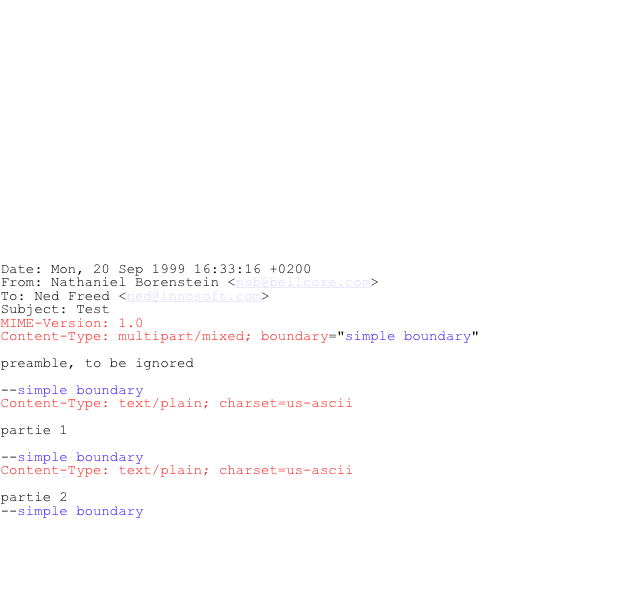 Date: Mon, 20 Sep 1999 16:33:16 +0200
From: Nathaniel Borenstein <nsb@bellcore.com>
To: Ned Freed <ned@innosoft.com>
Subject: Test
MIME-Version: 1.0
Content-Type: multipart/mixed; boundary="simple boundary"
preamble, to be ignored
--simple boundary
Content-Type: text/plain; charset=us-ascii
partie 1
--simple boundary
Content-Type: text/plain; charset=us-ascii
partie 2
--simple boundary